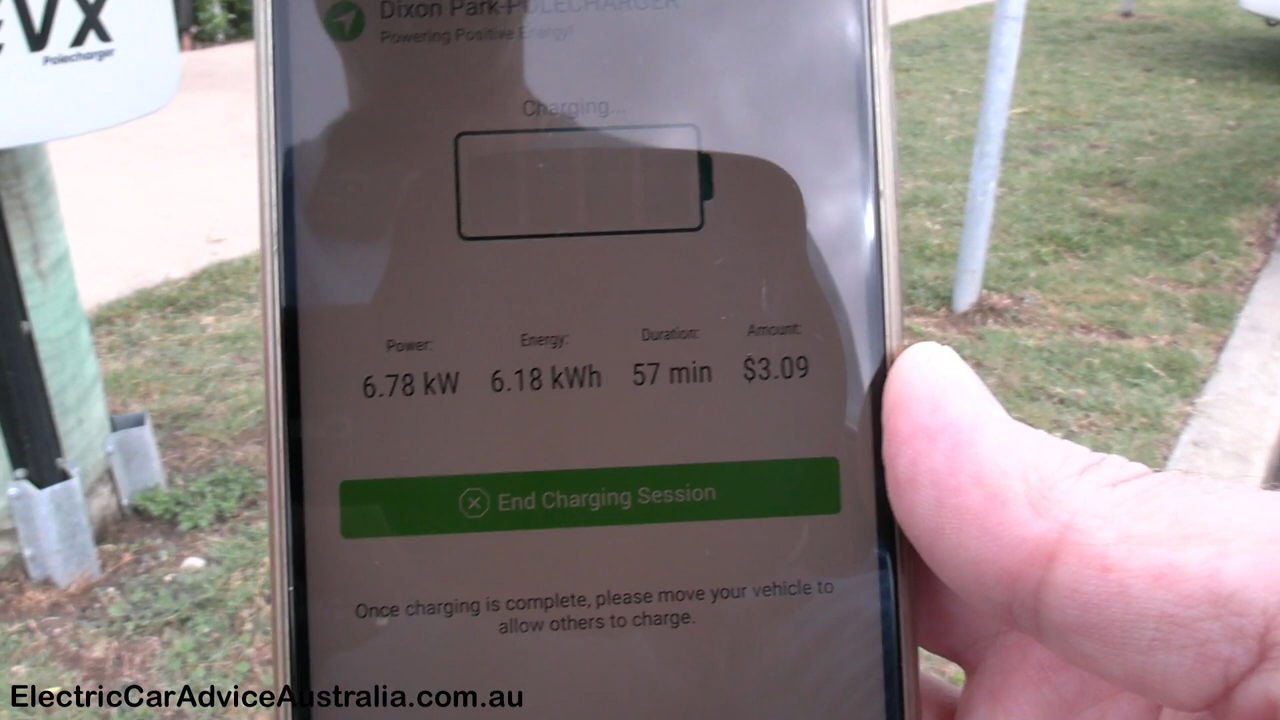 EVX
Polecharger
Dixon Park-POLECHARGER
Powering Positive Energy!
Charging...
Power: Energy: Duration: Amount:
6.78 kW 6.18 kWh 57 min $3.09
End Charging Session
Once charging is complete, please move your vehicle to
allow others to charge.
ElectricCarAdviceAustralia.com.au